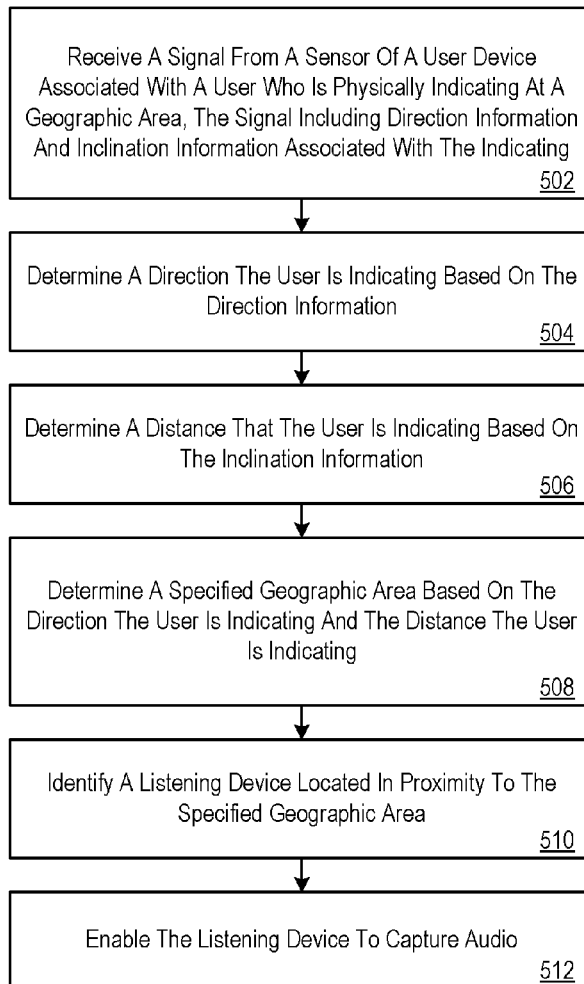 Receive A Signal From A Sensor Of A User Device
Associated With A User Who Is Physically Indicating At A
Geographic Area, The Signal Including Direction Information
And Inclination Information Associated With The Indicating
502
Determine A Direction The User Is Indicating Based On The
Direction Information
504
Determine A Distance That The User Is Indicating Based On
The Inclination Information
506
Determine A Specified Geographic Area Based On The
Direction The User Is Indicating And The Distance The User
Is Indicating
508
Identify A Listening Device Located In Proximity To The
Specified Geographic Area
510
Enable The Listening Device To Capture Audio
512